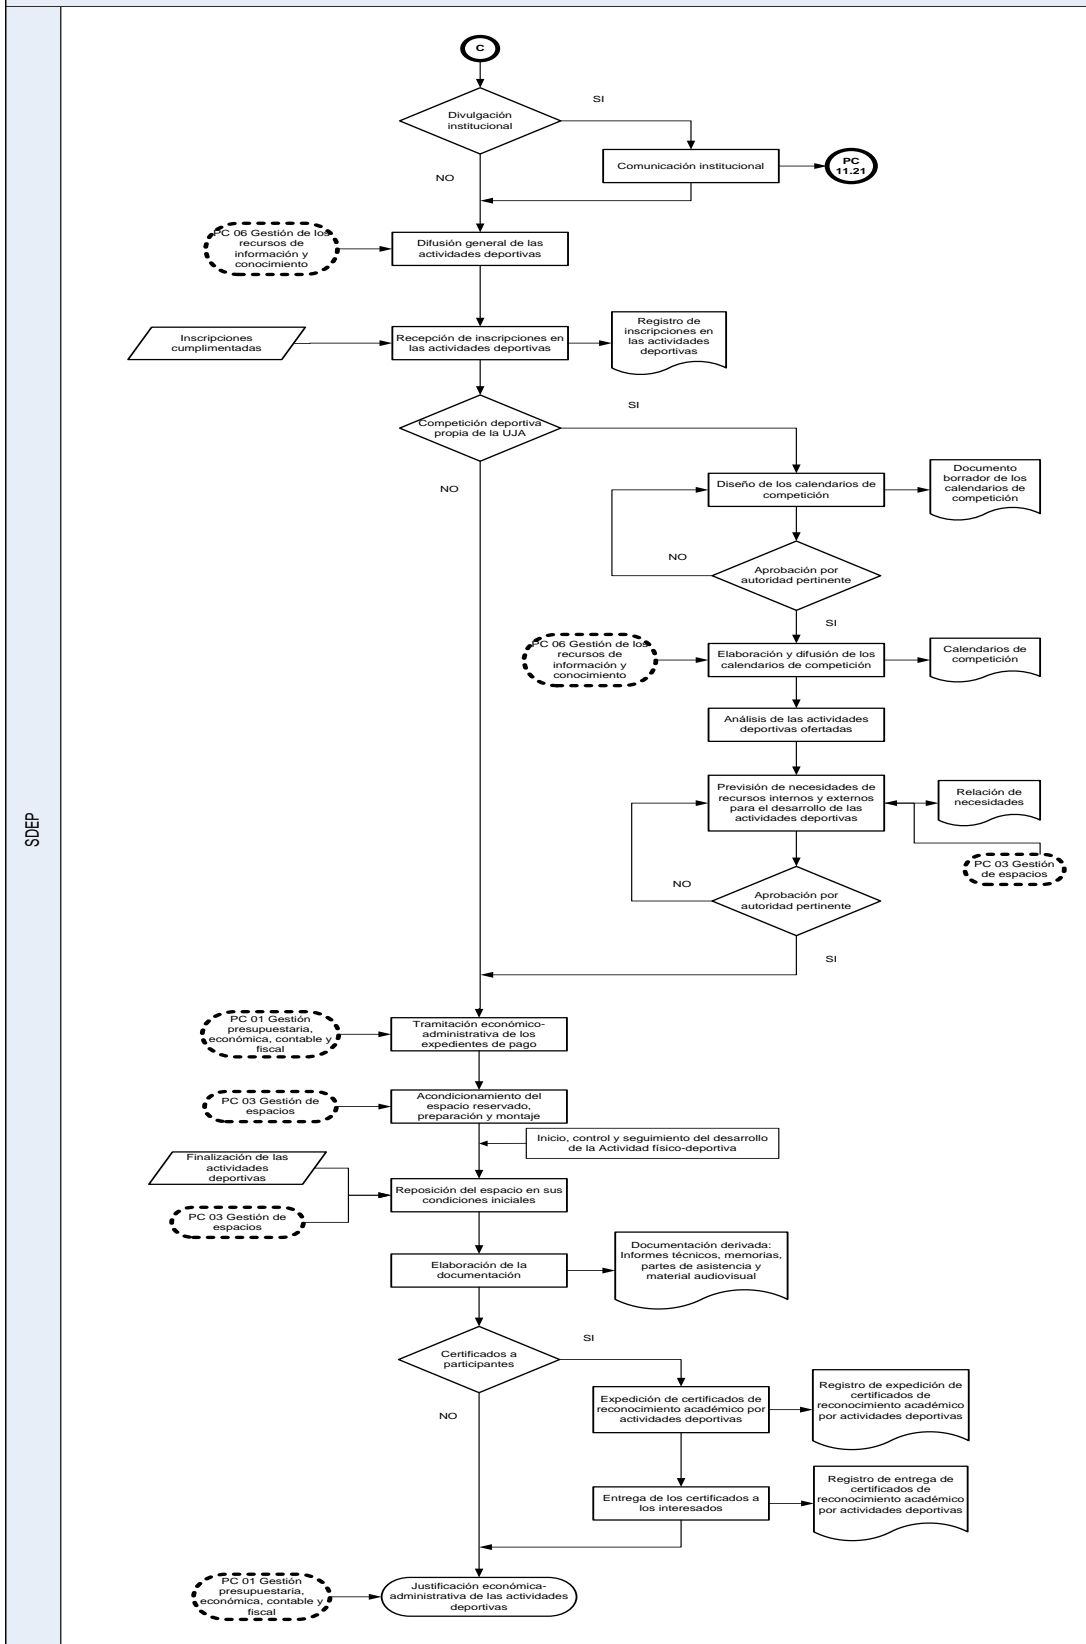 SDEP
C
Divulgación
institucional
SI
Comunicación institucional
PC
11.21
NO
PC 06 Gestión de los
recursos de
información y
conocimiento
Difusión general de las
actividades deportivas
Inscripciones
cumplimentadas
Recepción de inscripciones en
las actividades deportivas
Registro de
inscripciones en
las actividades
deportivas
Competición deportiva
propia de la UJA
SI
NO
Diseño de los calendarios de
competición
Documento
borrador de los
calendarios de
competición
NO
Aprobación por
autoridad pertinente
SI
PC 06 Gestión de los
recursos de
información y
conocimiento
Elaboración y difusión de los
calendarios de competición
Calendarios de
competición
Análisis de las actividades
deportivas ofertadas
Previsión de necesidades de
recursos internos y externos
para el desarrollo de las
actividades deportivas
Relación de
necesidades
PC 03 Gestión
de espacios
NO
Aprobación por
autoridad pertinente
SI
PC 01 Gestión
presupuestaria,
económica, contable y
fiscal
Tramitación económico-
administrativa de los
expedientes de pago
PC 03 Gestión de
espacios
Acondicionamiento del
espacio reservado,
preparación y montaje
Inicio, control y seguimiento del desarrollo
de la Actividad físico-deportiva
Finalización de las
actividades
deportivas
Reposición del espacio en sus
condiciones iniciales
PC 03 Gestión de
espacios
Elaboración de la
documentación
Documentación derivada:
Informes técnicos, memorias,
partes de asistencia y
material audiovisual
Certificados a
participantes
SI
NO
Expedición de certificados de
reconocimiento académico por
actividades deportivas
Registro de expedición de
certificados de
reconocimiento académico
por actividades deportivas
Entrega de los certificados a
los interesados
Registro de entrega de
certificados de
reconocimiento académico
por actividades deportivas
PC 01 Gestión
presupuestaria,
económica, contable y
fiscal
Justificación económica-
administrativa de las actividades
deportivas